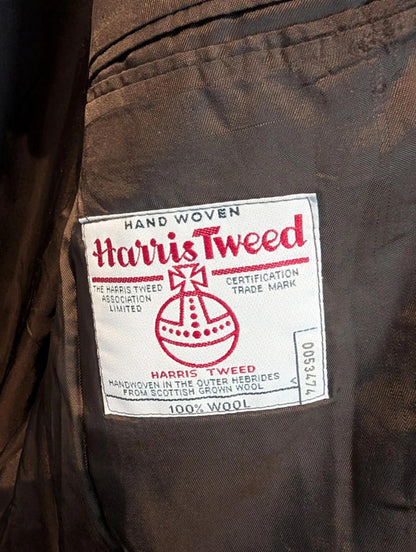 HAND WOVEN
Harris Tweed
THE HARRIS TWEED
ASSOCIATION
LIMITED
CERTIFICATION
TRADE MARK
HARRIS TWEED
HANDWOVEN IN THE OUTER HEBRIDES
FROM SCOTTISH GROWN WOOL
100% WOOL
V
0053474